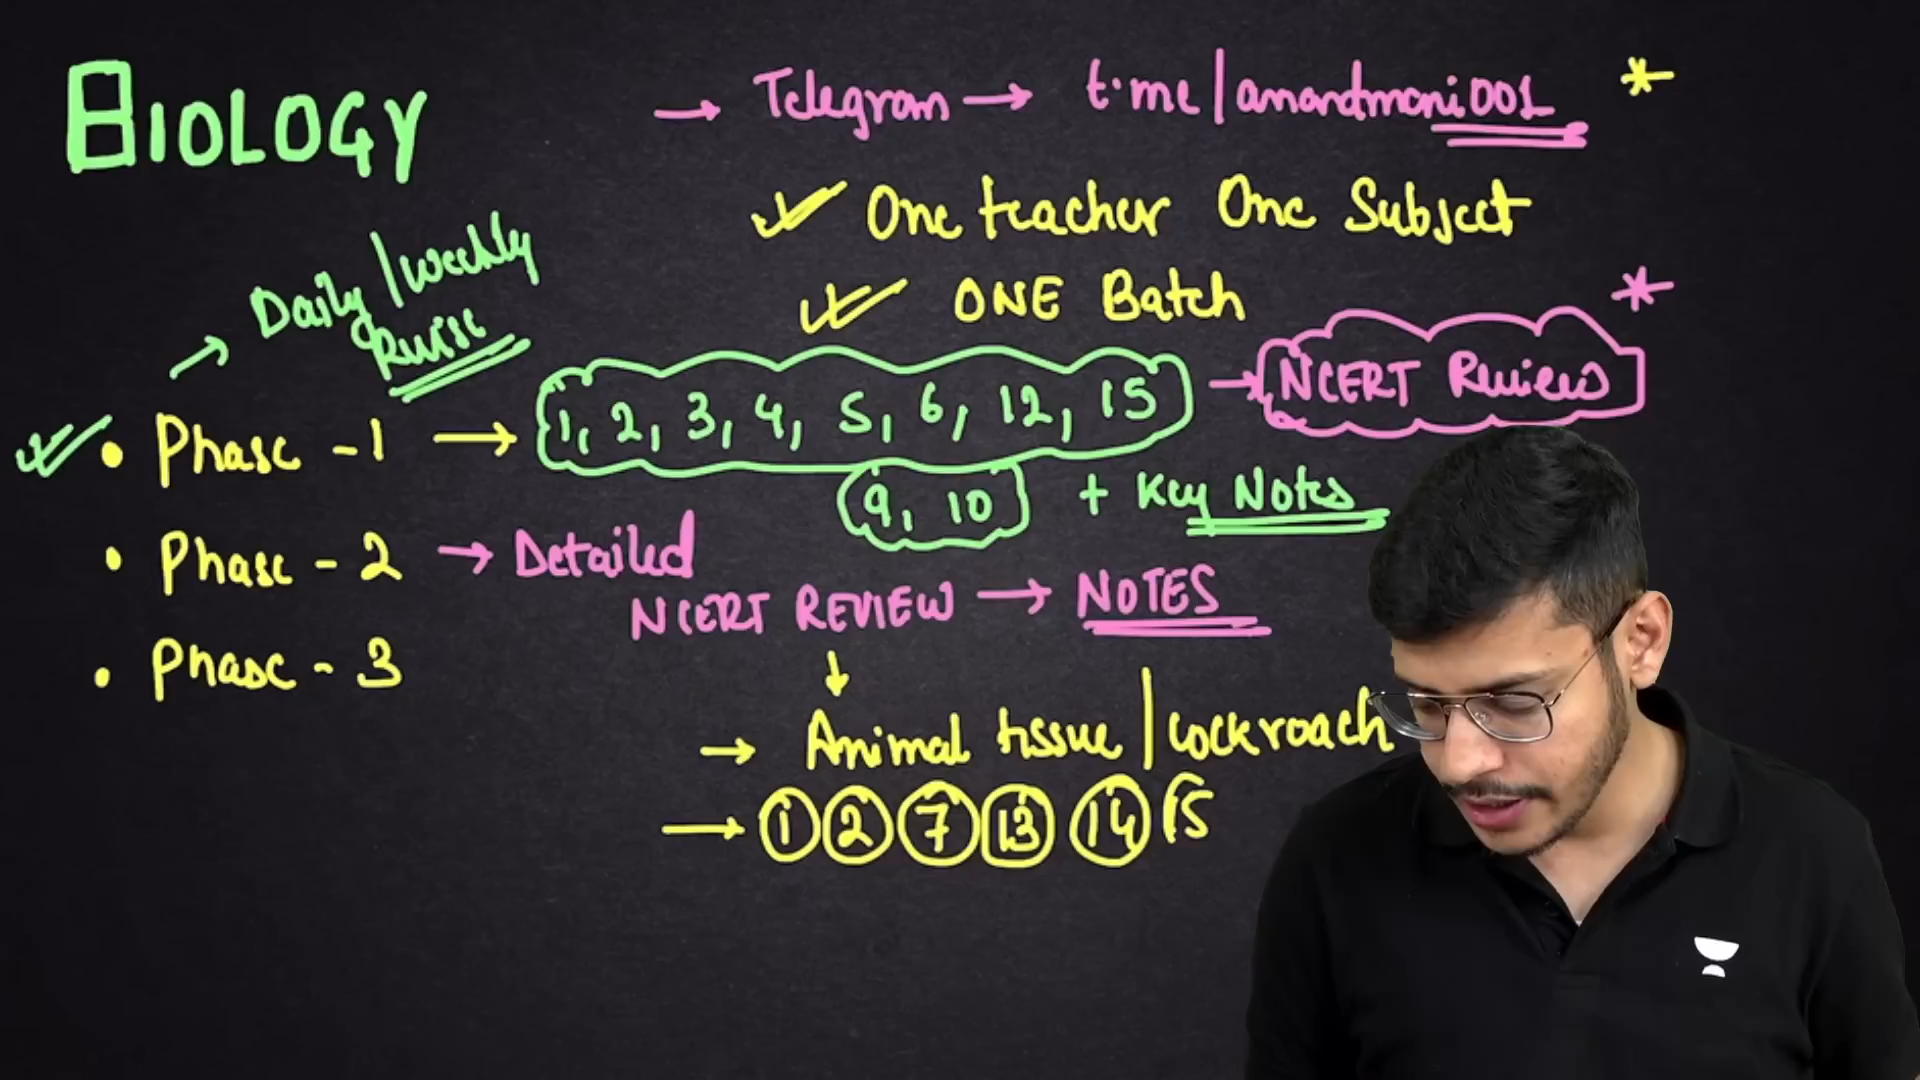 BIOLOGY
→ Telegram → t.me/anandmani001 *
One teacher One Subject
ONE Batch
→ Daily/weekly
Revise
• Phase -1 → 1, 2, 3, 4, 5, 6, 12, 15 → NCERT Review *
9, 10 + Key Notes
• Phase - 2 → Detailed
NCERT REVIEW → NOTES
• Phase - 3
→ Animal tissue / cockroach
→ 1 2 7 13 14 15